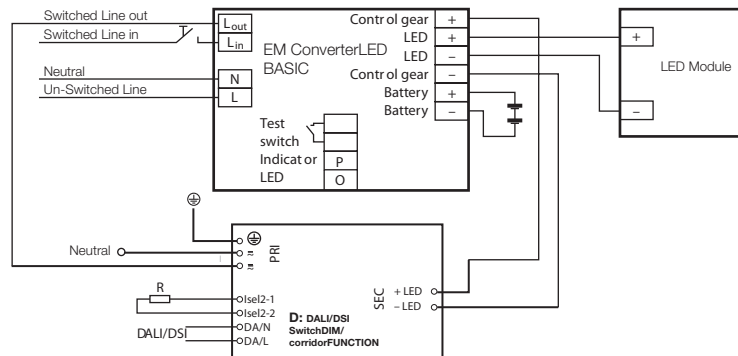 Switched Line out
Switched Line in
Neutral
Un-Switched Line
Lout
Lin
N
L
EM ConverterLED
BASIC
Test
switch
Indicator
LED
P
O
Control gear +
LED +
LED −
Control gear −
Battery +
Battery −
+
LED Module
−
Neutral
PRI
R
Isel2-1
Isel2-2
DALI/DSI
DA/N
DA/L
D: DALI/DSI
SwitchDIM/
corridorFUNCTION
SEC
+ LED
− LED